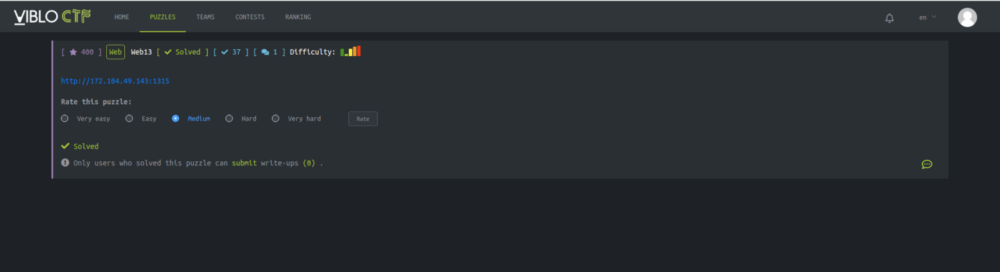 VIBLO CTF HOME PUZZLES TEAMS CONTESTS RANKING en
[ 400 ] Web Web13 [ Solved ] [ 37 ] [ 1 ] Difficulty:
http://172.104.49.143:1315
Rate this puzzle:
Very easy Easy Medium Hard Very hard Rate
Solved
Only users who solved this puzzle can submit write-ups (0) .